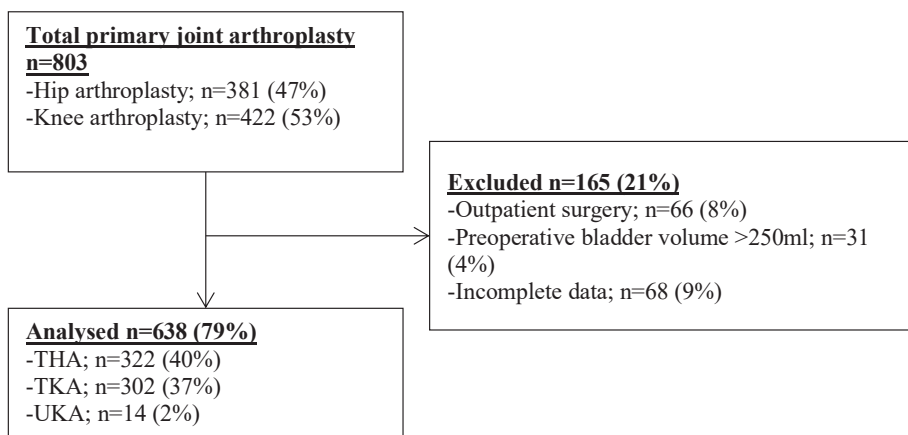 Total primary joint arthroplasty
n=803
-Hip arthroplasty; n=381 (47%)
-Knee arthroplasty; n=422 (53%)
Excluded n=165 (21%)
-Outpatient surgery; n=66 (8%)
-Preoperative bladder volume >250ml; n=31
(4%)
-Incomplete data; n=68 (9%)
Analysed n=638 (79%)
-THA; n=322 (40%)
-TKA; n=302 (37%)
-UKA; n=14 (2%)